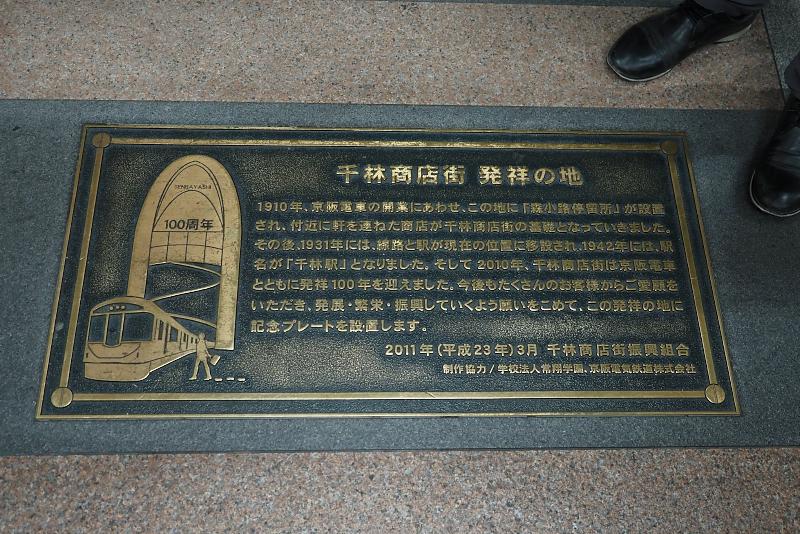 千林商店街 発祥の地
SENBAYASHI
100周年
1910年、京阪電車の開業にあわせ、この地に「森小路停留所」が設置
され、付近に軒を連ねた商店が千林商店街の基礎となっていきました。
その後、1931年には、線路と駅が現在の位置に移設され、1942年には、駅
名が「千林駅」となりました。そして2010年、千林商店街は京阪電車
とともに発祥100年を迎えました。今後もたくさんのお客様からご愛顧を
いただき、発展・繁栄・振興していくよう願いをこめて、この発祥の地に
記念プレートを設置します。
2011年(平成23年)3月 千林商店街振興組合
制作協力/学校法人常翔学園、京阪電気鉄道株式会社